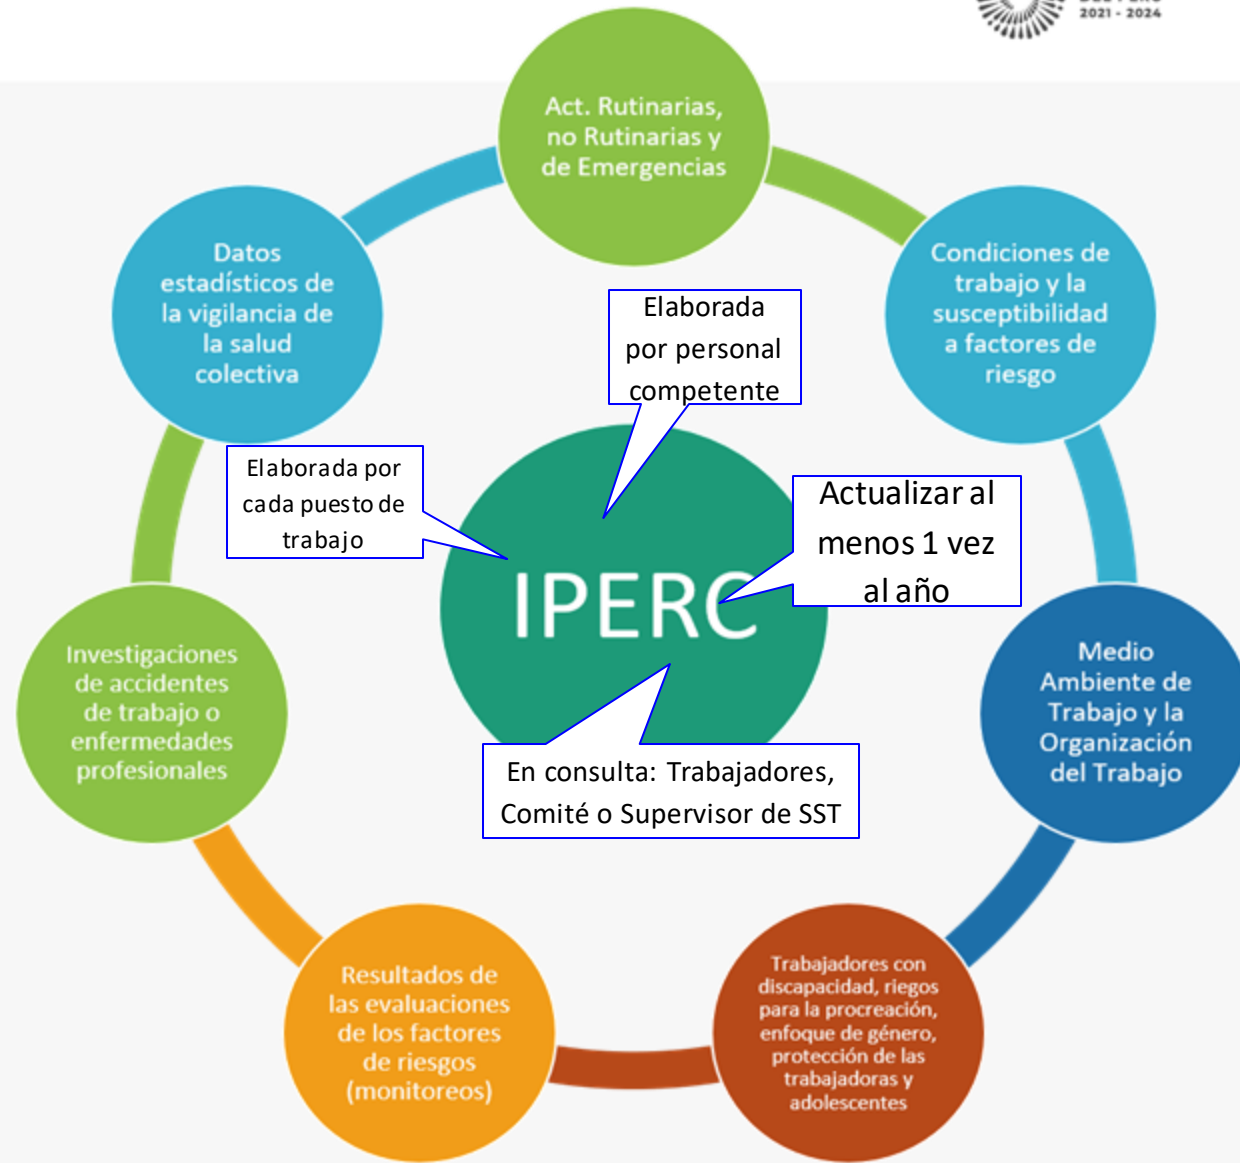 2021 - 2024
Act. Rutinarias,
no Rutinarias y
de Emergencias
Datos
estadísticos de
la vigilancia de
la salud
colectiva
Condiciones de
trabajo y la
susceptibilidad
a factores de
riesgo
Elaborada
por personal
competente
Elaborada por
cada puesto de
trabajo
Actualizar al
menos 1 vez
al año
IPERC
Investigaciones
de accidentes
de trabajo o
enfermedades
profesionales
Medio
Ambiente de
Trabajo y la
Organización
del Trabajo
En consulta: Trabajadores,
Comité o Supervisor de SST
Resultados de
las evaluaciones
de los factores
de riesgos
(monitoreos)
Trabajadores con
discapacidad, riegos
para la procreación,
enfoque de género,
protección de las
trabajadoras y
adolescentes